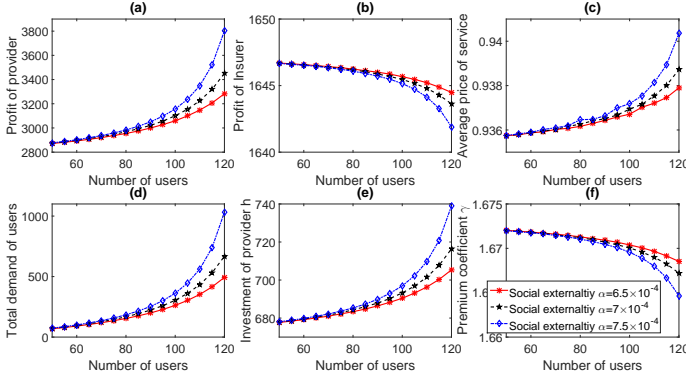 (a)
Profit of provider
3800
3600
3400
3200
3000
2800
60 80 100 120
Number of users
(b)
Profit of Insurer
1650
1645
1640
60 80 100 120
Number of users
(c)
Average price of service
0.94
0.938
0.936
60 80 100 120
Number of users
(d)
Total demand of users
1000
500
0
60 80 100 120
Number of users
(e)
Investment of provider h
740
720
700
680
60 80 100 120
Number of users
(f)
Premium coefficient γ
1.675
1.67
1.66
60 80 100 120
Number of users
Social externaltiy α=6.5×10⁻⁴
Social externaltiy α=7×10⁻⁴
Social externaltiy α=7.5×10⁻⁴